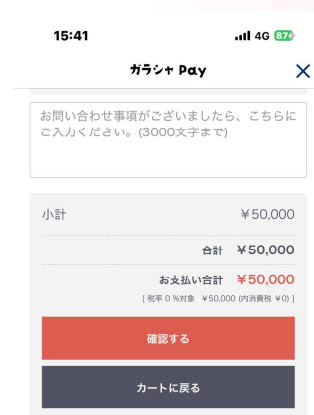 15:41
4G 87
ガラシャ Pay
お問い合わせ事項がございましたら、こちらに
ご入力ください。(3000文字まで)
小計 ¥50,000
合計 ¥50,000
お支払い合計 ¥50,000
[ 税率 0 %対象 ¥50,000 (内消費税 ¥0) ]
確認する
カートに戻る